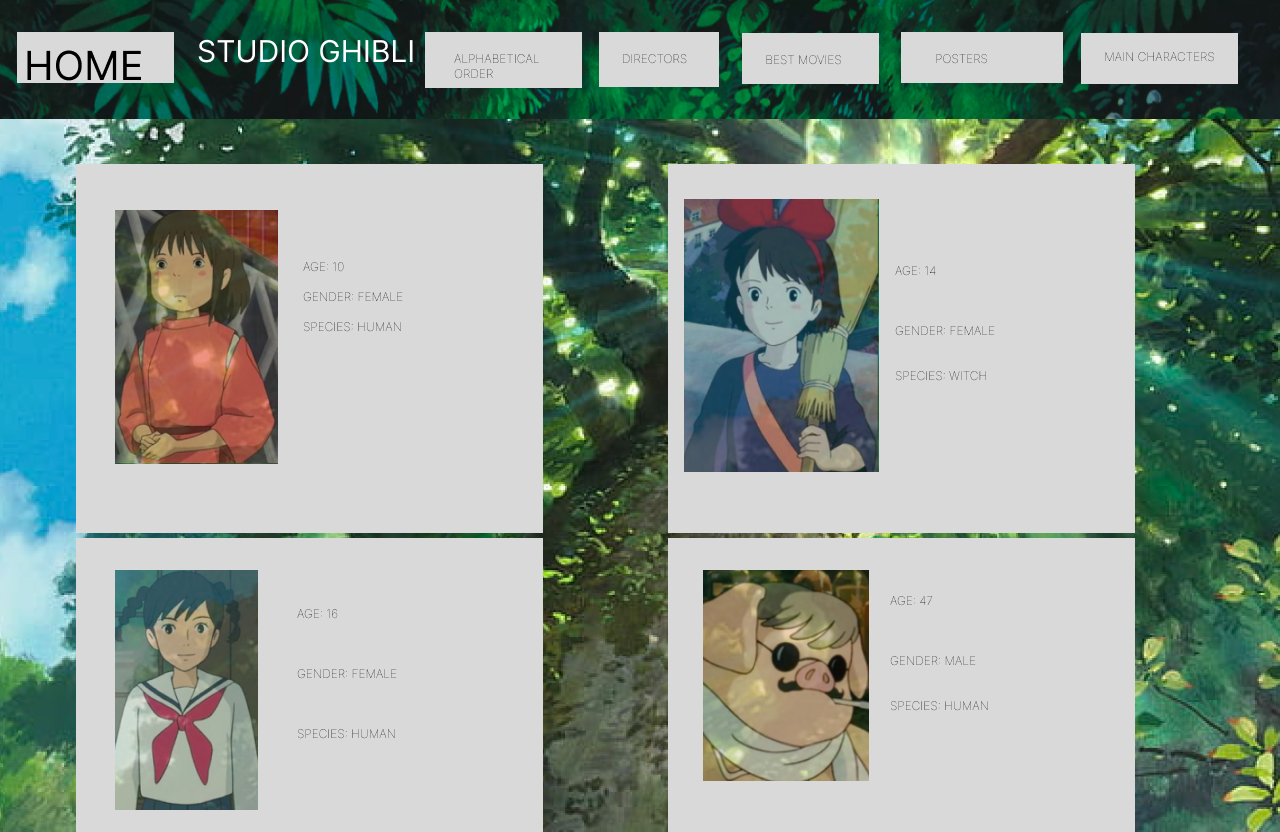 HOME
STUDIO GHIBLI
ALPHABETICAL
ORDER
DIRECTORS
BEST MOVIES
POSTERS
MAIN CHARACTERS
AGE: 10
GENDER: FEMALE
SPECIES: HUMAN
AGE: 14
GENDER: FEMALE
SPECIES: WITCH
AGE: 16
GENDER: FEMALE
SPECIES: HUMAN
AGE: 47
GENDER: MALE
SPECIES: HUMAN